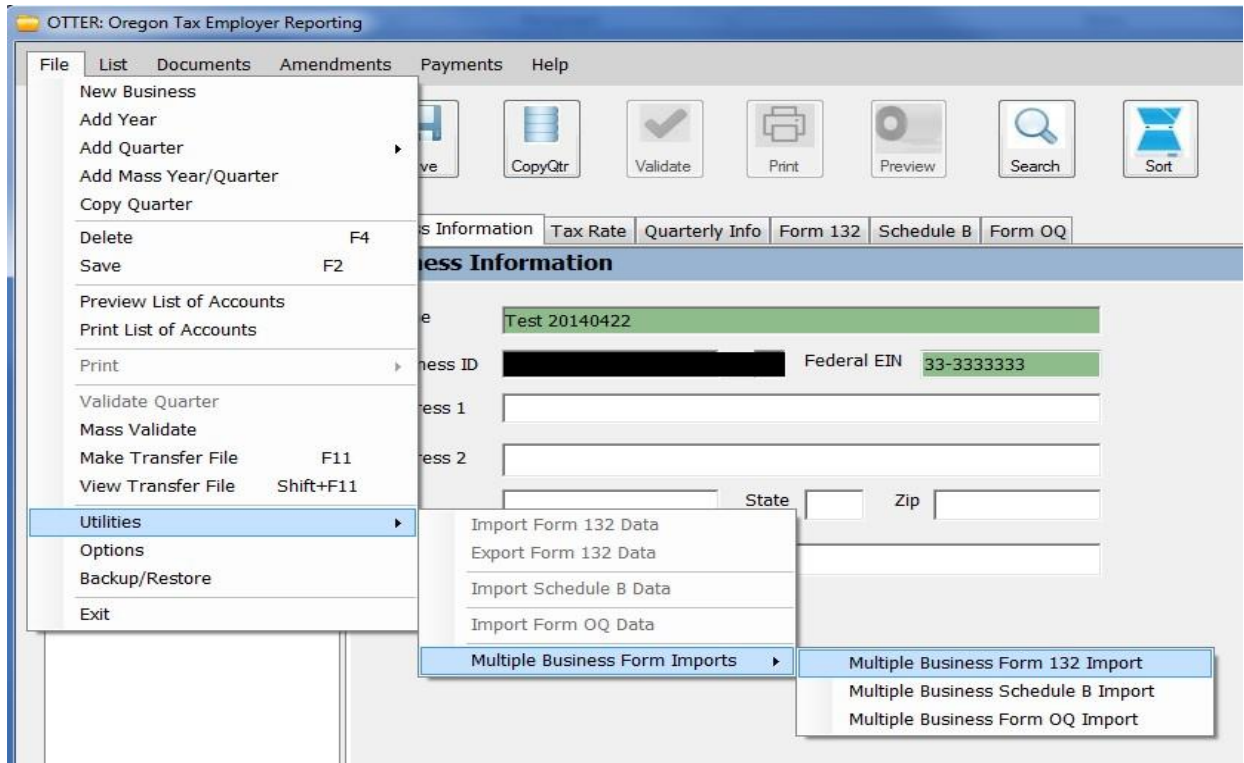 OTTER: Oregon Tax Employer Reporting
File List Documents Amendments Payments Help
New Business
Add Year
Add Quarter
Add Mass Year/Quarter
Copy Quarter
Delete F4
Save F2
Preview List of Accounts
Print List of Accounts
Print
Validate Quarter
Mass Validate
Make Transfer File F11
View Transfer File Shift+F11
Utilities
Options
Backup/Restore
Exit
ve CopyQtr Validate Print Preview Search Sort
s Information Tax Rate Quarterly Info Form 132 Schedule B Form OQ
ess Information
e Test 20140422
ness ID Federal EIN 33-3333333
ress 1
ress 2
State Zip
Import Form 132 Data
Export Form 132 Data
Import Schedule B Data
Import Form OQ Data
Multiple Business Form Imports
Multiple Business Form 132 Import
Multiple Business Schedule B Import
Multiple Business Form OQ Import